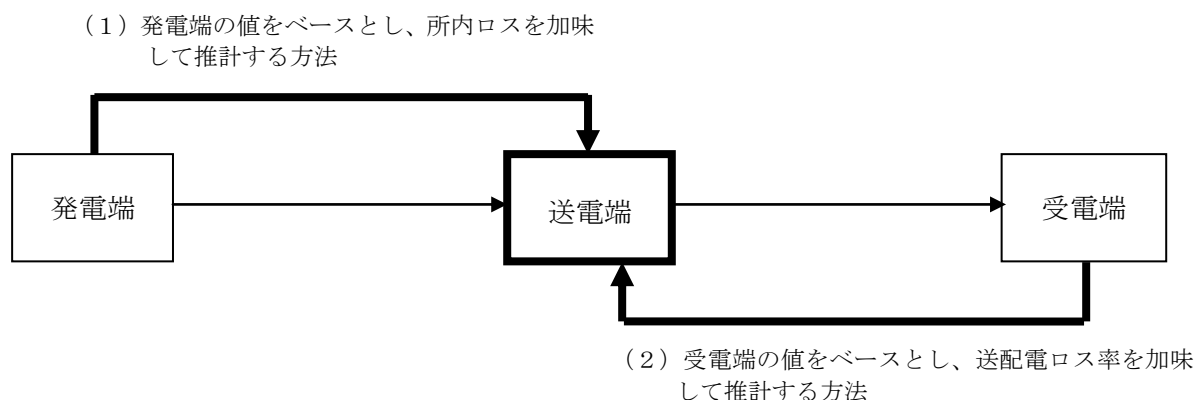 （１）発電端の値をベースとし、所内ロスを加味
して推計する方法
発電端
送電端
受電端
（２）受電端の値をベースとし、送配電ロス率を加味
して推計する方法